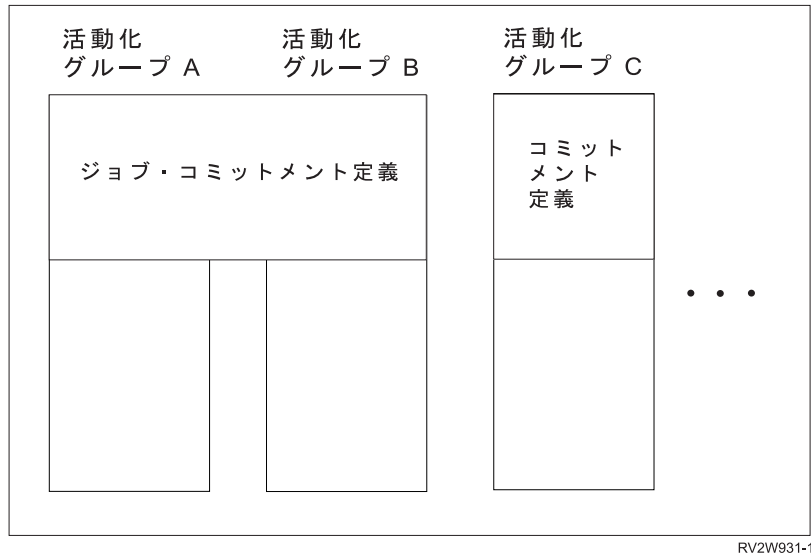 活動化
グループ A
活動化
グループ B
活動化
グループ C
ジョブ・コミットメント定義
コミット
メント
定義
• • •
RV2W931-1